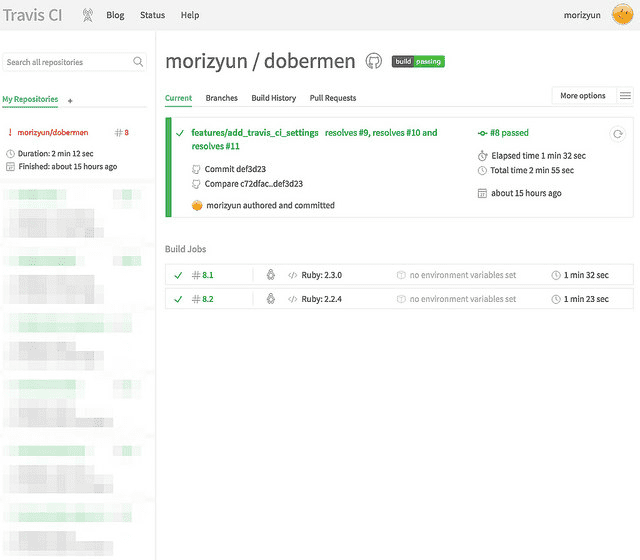 Travis CI
Blog
Status
Help
morizyun
Search all repositories
My Repositories +
! morizyun/dobermen # 8
Duration: 2 min 12 sec
Finished: about 15 hours ago
morizyun / dobermen
build passing
Current
Branches
Build History
Pull Requests
More options
features/add_travis_ci_settings resolves #9, resolves #10 and
resolves #11
Commit def3d23
Compare c72dfac..def3d23
morizyun authored and committed
#8 passed
Elapsed time 1 min 32 sec
Total time 2 min 55 sec
about 15 hours ago
Build Jobs
# 8.1 </> Ruby: 2.3.0 no environment variables set 1 min 32 sec
# 8.2 </> Ruby: 2.2.4 no environment variables set 1 min 23 sec